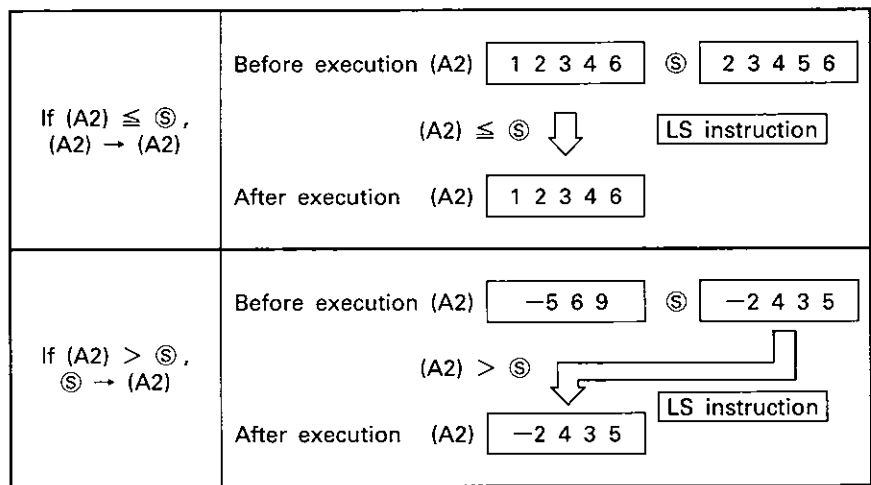 If (A2) ≦ Ⓢ,
(A2) → (A2)
Before execution (A2) 1 2 3 4 6 Ⓢ 2 3 4 5 6
(A2) ≦ Ⓢ LS instruction
After execution (A2) 1 2 3 4 6
If (A2) > Ⓢ,
Ⓢ → (A2)
Before execution (A2) −5 6 9 Ⓢ −2 4 3 5
(A2) > Ⓢ
LS instruction
After execution (A2) −2 4 3 5